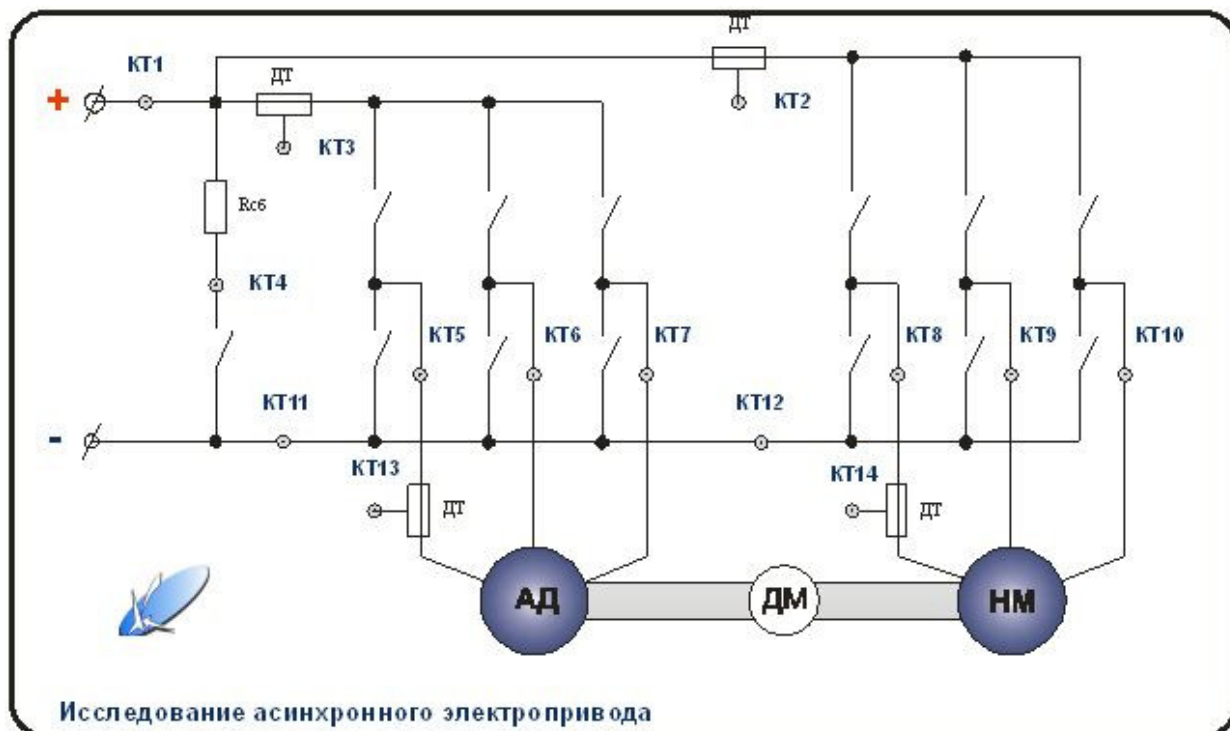 ДТ
КТ1
ДТ
+
КТ2
КТ3
Rсб
КТ4
КТ5 КТ6 КТ7 КТ8 КТ9 КТ10
КТ11 КТ12
-
КТ13 КТ14
ДТ ДТ
АД ДМ НМ
Исследование асинхронного электропривода